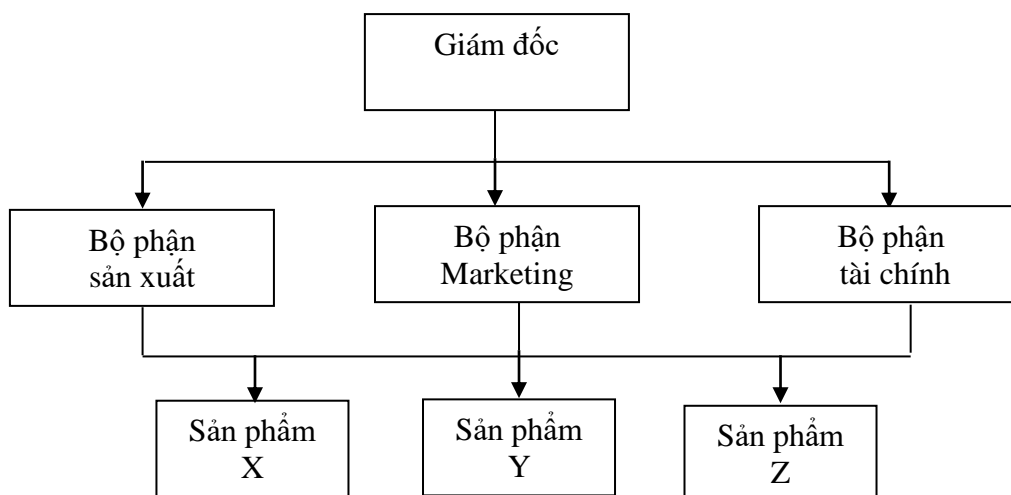 Giám đốc
Bộ phận
sản xuất
Bộ phận
Marketing
Bộ phận
tài chính
Sản phẩm
X
Sản phẩm
Y
Sản phẩm
Z